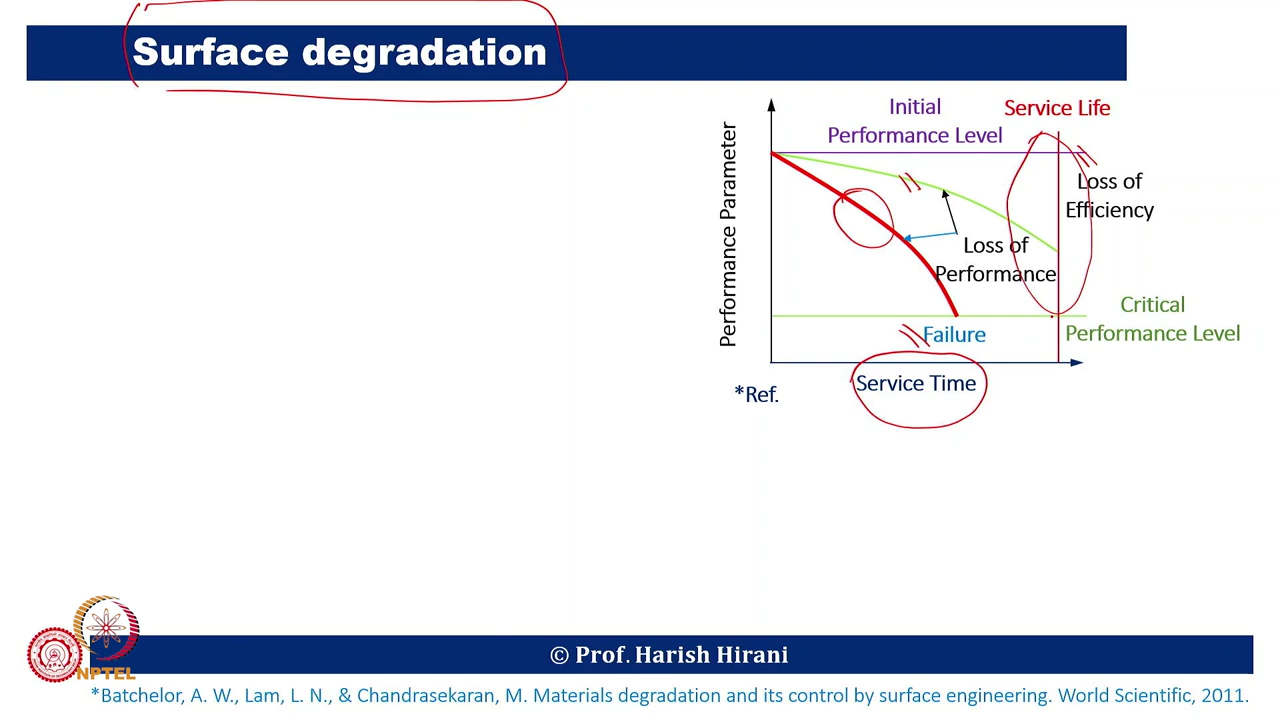 Surface degradation
Initial
Performance Level
Service Life
Performance Parameter
Loss of
Efficiency
Loss of
Performance
Critical
Performance Level
Failure
Service Time
*Ref.
© Prof. Harish Hirani
NPTEL
*Batchelor, A. W., Lam, L. N., & Chandrasekaran, M. Materials degradation and its control by surface engineering. World Scientific, 2011.